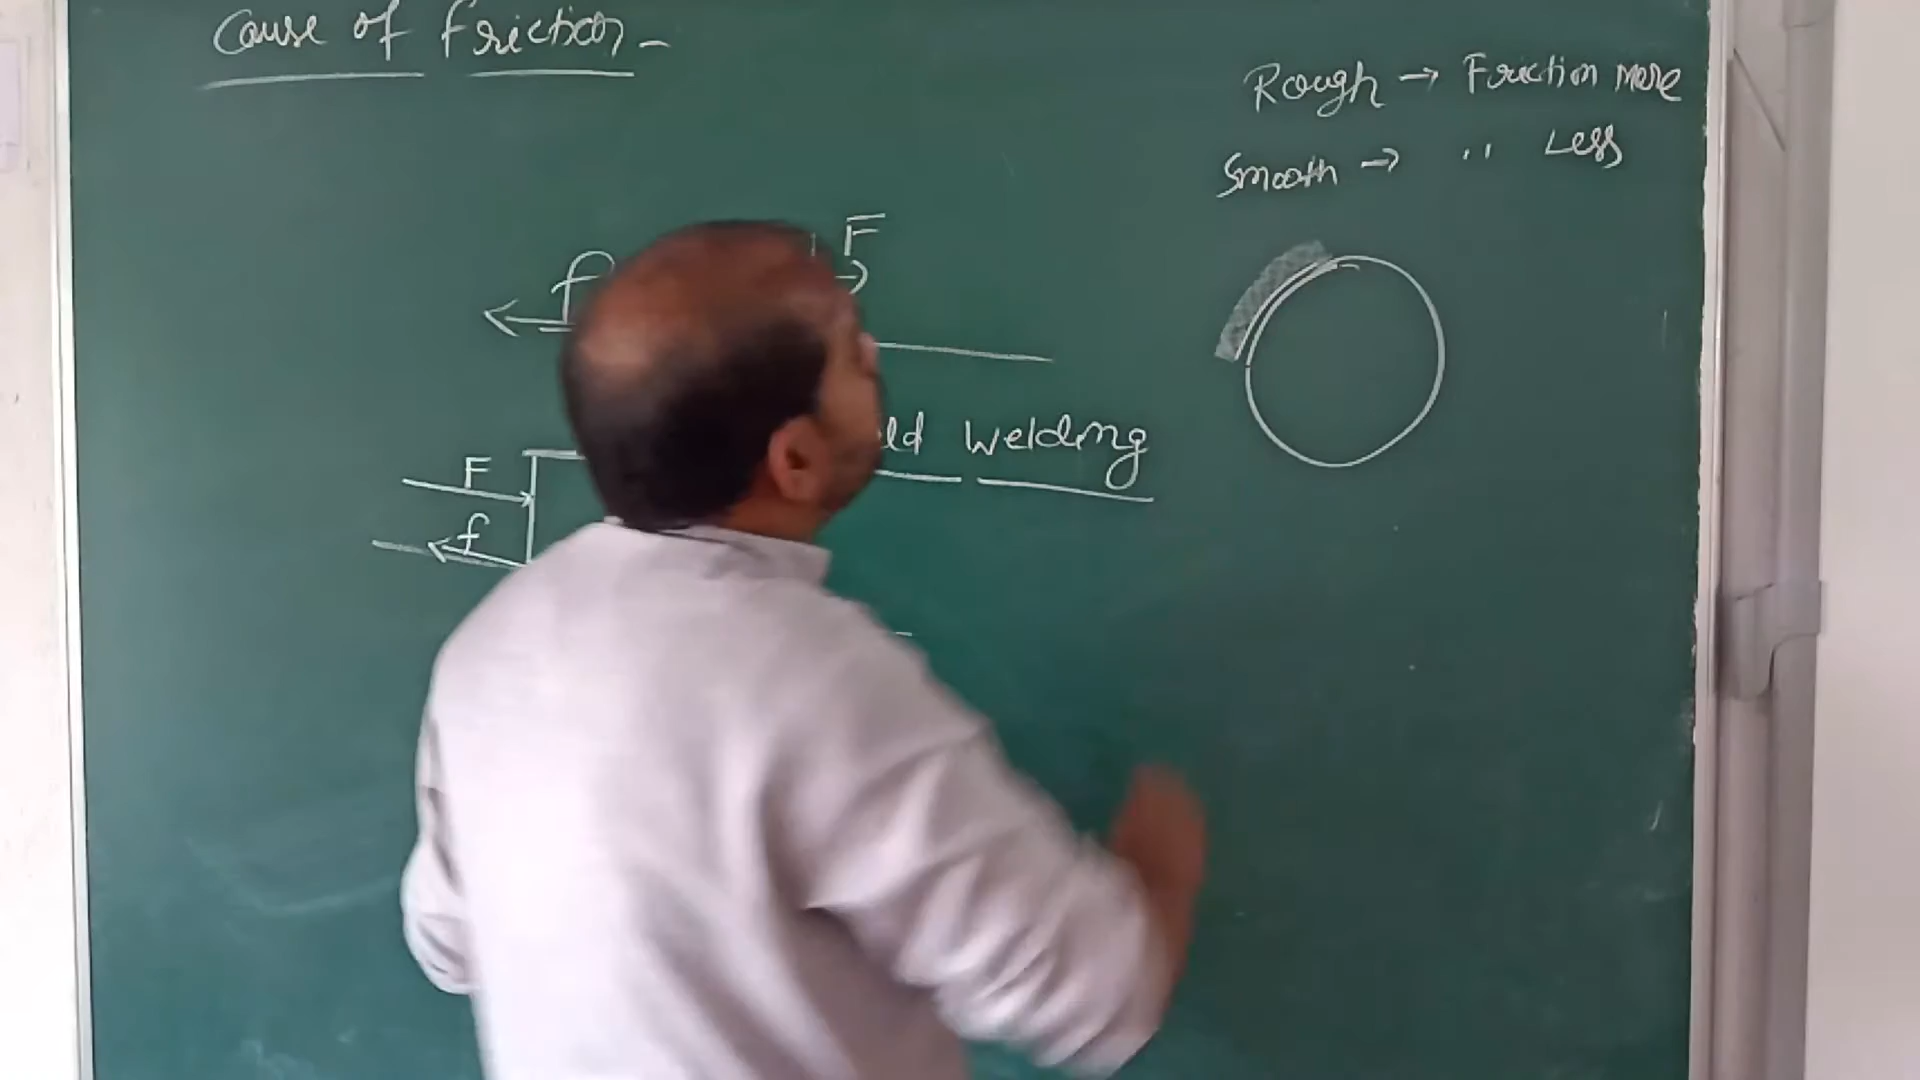 Cause of friction -
Rough → Friction more
Smooth → " Less
f F
welding
F
f